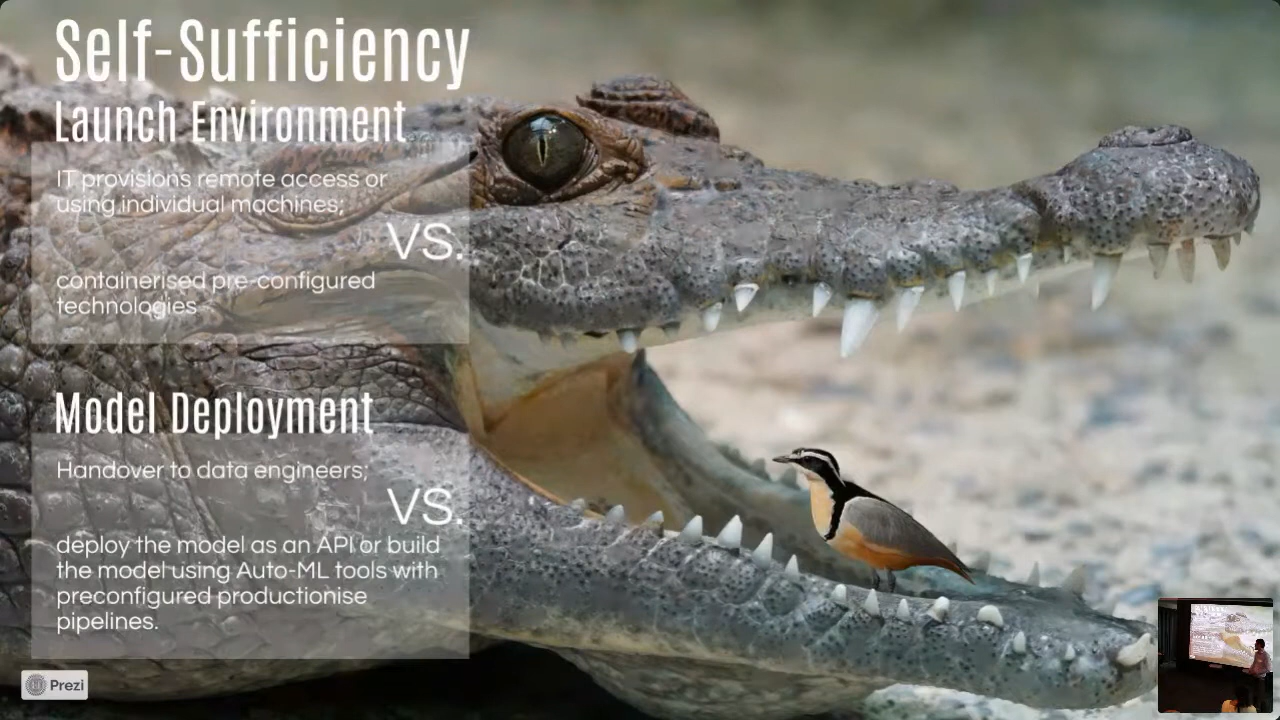 Self-Sufficiency
Launch Environment
IT provisions remote access or
using individual machines;
VS.
containerised pre-configured
technologies
Model Deployment
Handover to data engineers;
VS.
deploy the model as an API or build
the model using Auto-ML tools with
preconfigured productionise
pipelines.
Prezi